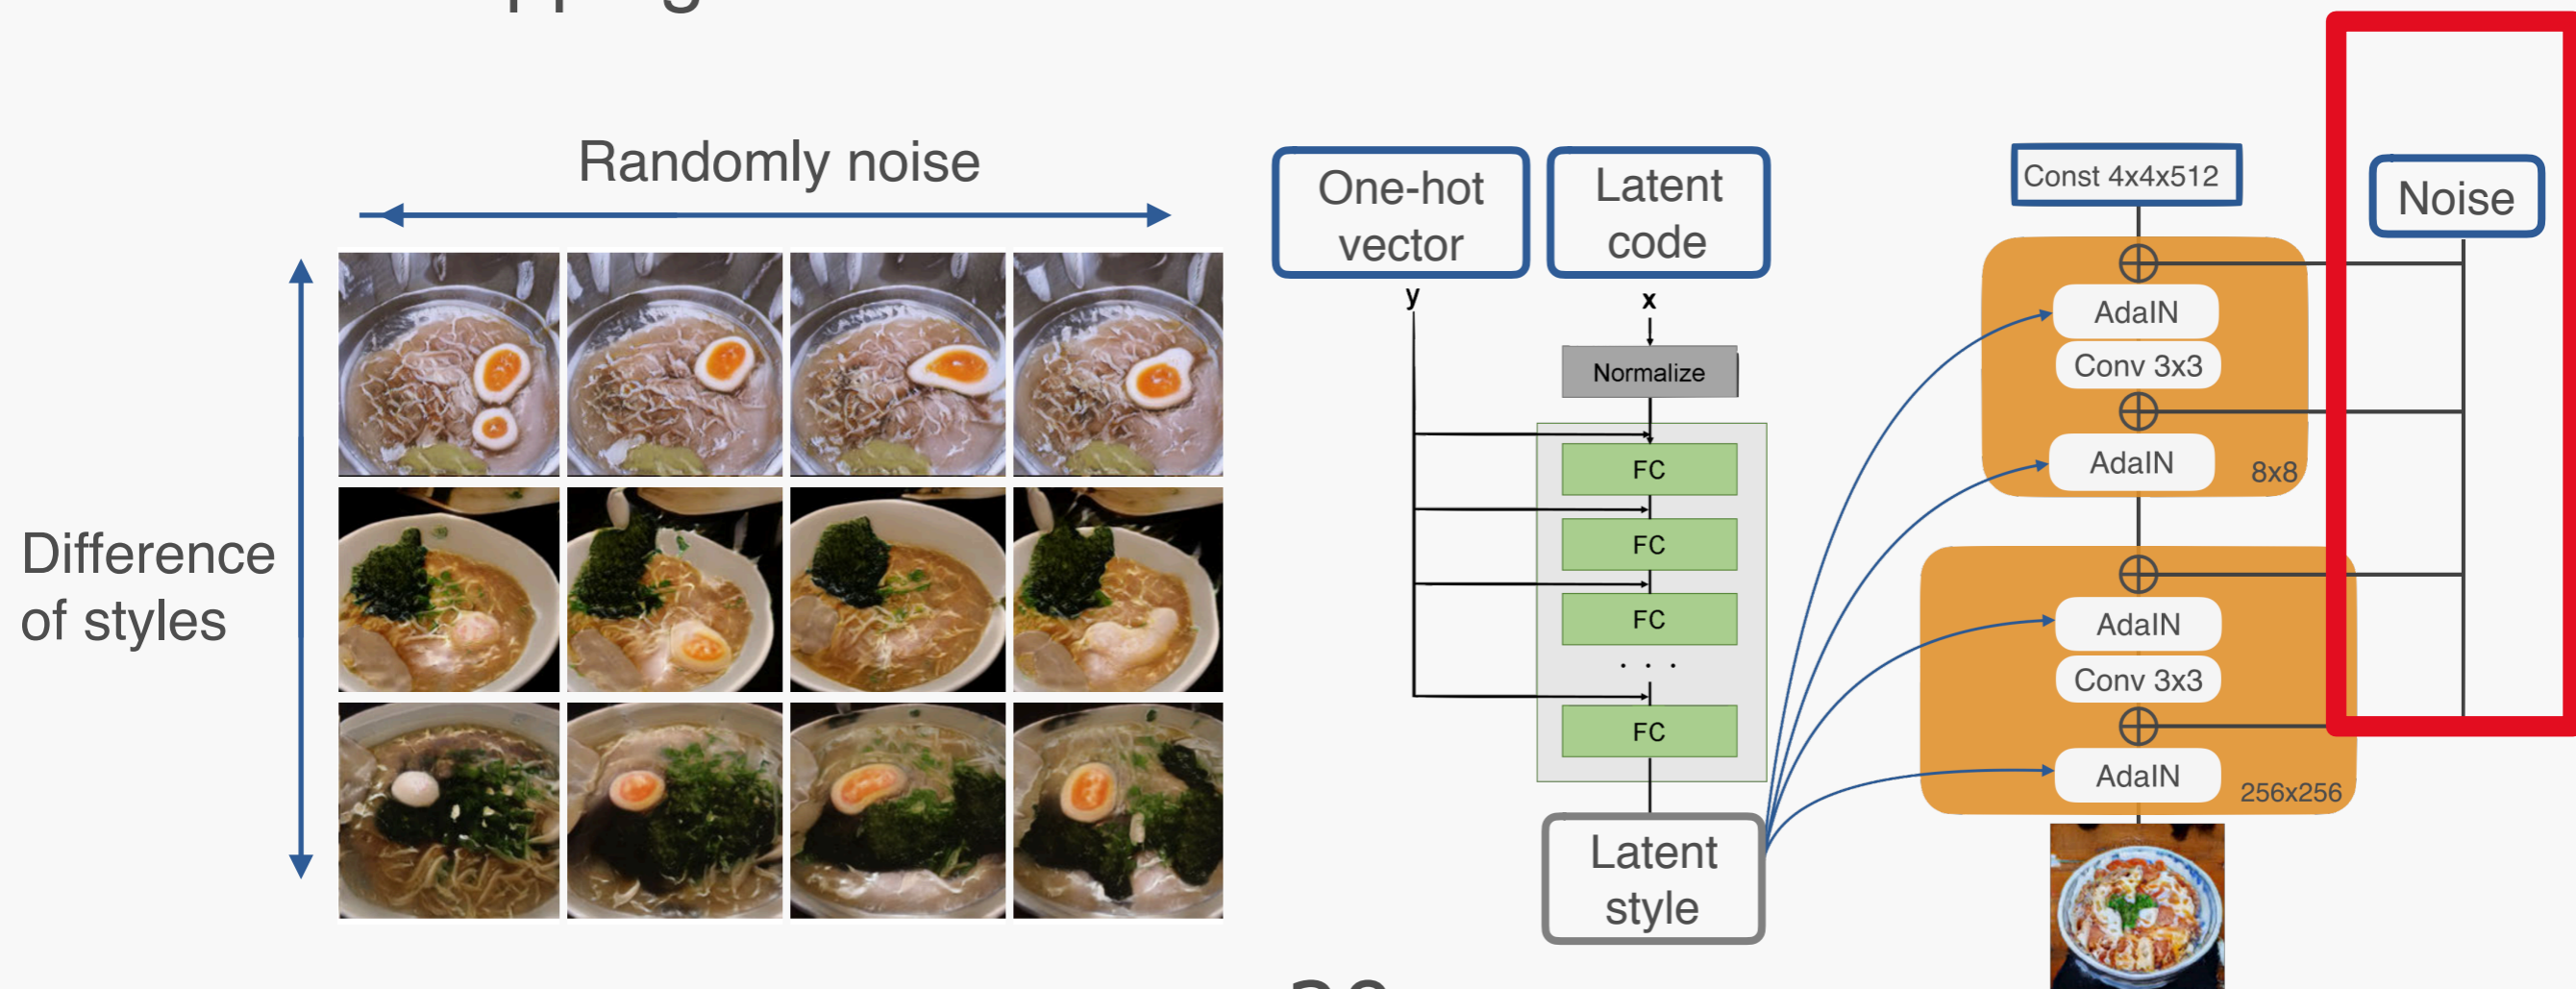 Randomly noise
Difference
of styles
One-hot
vector
y
Latent
code
x
Normalize
FC
FC
FC
. . .
FC
Latent
style
Const 4x4x512
AdaIN
Conv 3x3
AdaIN
8x8
AdaIN
Conv 3x3
AdaIN
256x256
Noise